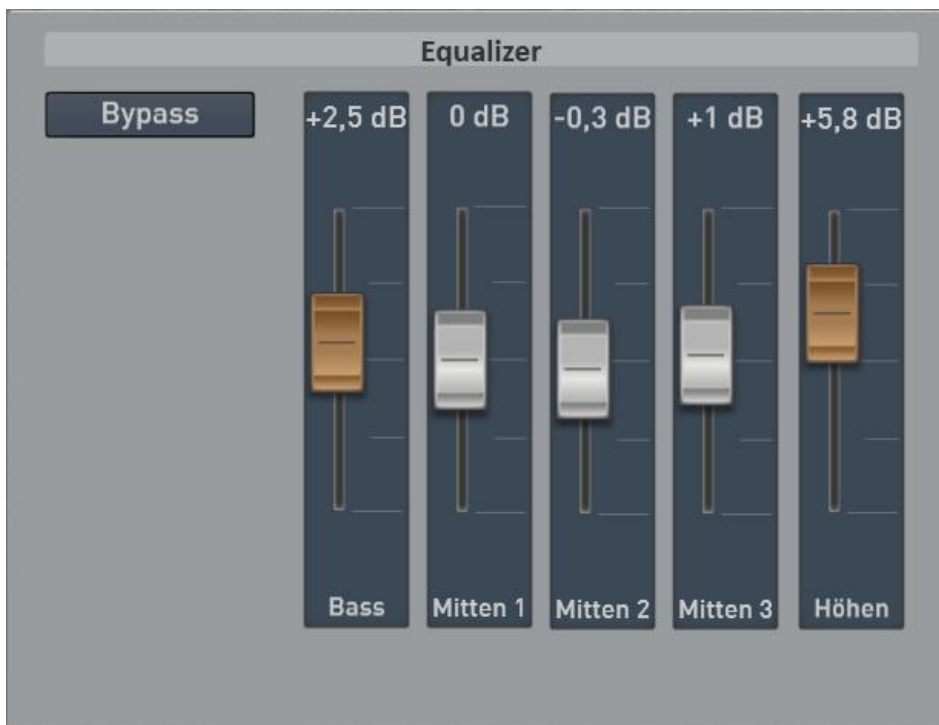 Equalizer
Bypass
+2,5 dB
0 dB
-0,3 dB
+1 dB
+5,8 dB
Bass
Mitten 1
Mitten 2
Mitten 3
Höhen